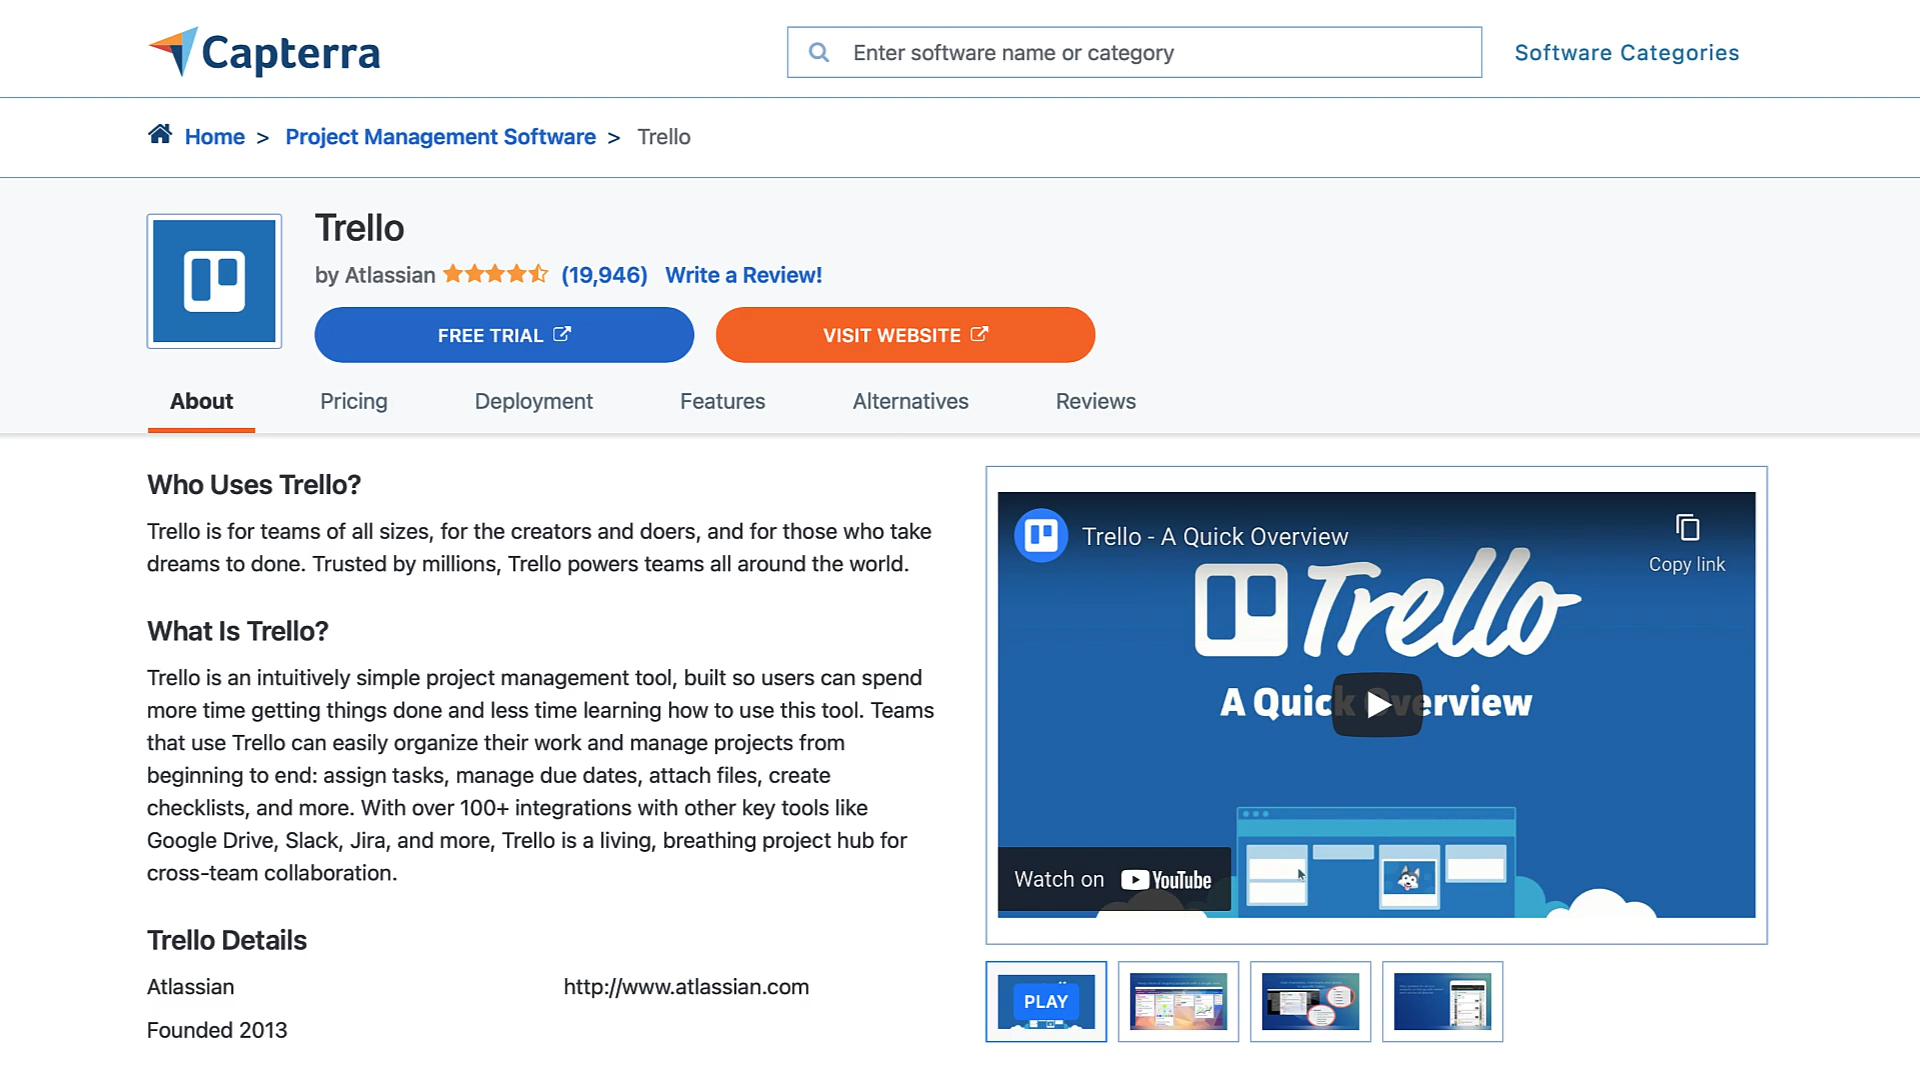 Capterra
Enter software name or category
Software Categories
Home > Project Management Software > Trello
Trello
by Atlassian (19,946) Write a Review!
FREE TRIAL
VISIT WEBSITE
About
Pricing
Deployment
Features
Alternatives
Reviews
Who Uses Trello?
Trello is for teams of all sizes, for the creators and doers, and for those who take
dreams to done. Trusted by millions, Trello powers teams all around the world.
What Is Trello?
Trello is an intuitively simple project management tool, built so users can spend
more time getting things done and less time learning how to use this tool. Teams
that use Trello can easily organize their work and manage projects from
beginning to end: assign tasks, manage due dates, attach files, create
checklists, and more. With over 100+ integrations with other key tools like
Google Drive, Slack, Jira, and more, Trello is a living, breathing project hub for
cross-team collaboration.
Trello Details
Atlassian
http://www.atlassian.com
Founded 2013
Trello - A Quick Overview
Copy link
Trello
A Quick Overview
Watch on YouTube
PLAY